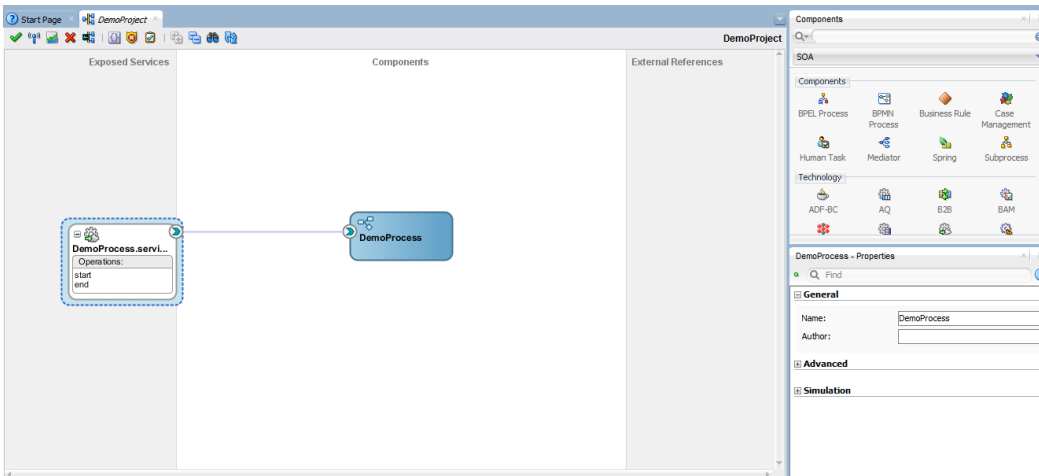 Start Page
DemoProject
DemoProject
Exposed Services
Components
External References
DemoProcess.servi...
Operations:
start
end
DemoProcess
Components
SOA
Components
BPEL Process
BPMN
Process
Business Rule
Case
Management
Human Task
Mediator
Spring
Subprocess
Technology
ADF-BC
AQ
B2B
BAM
DemoProcess - Properties
Find
General
Name:
DemoProcess
Author:
Advanced
Simulation